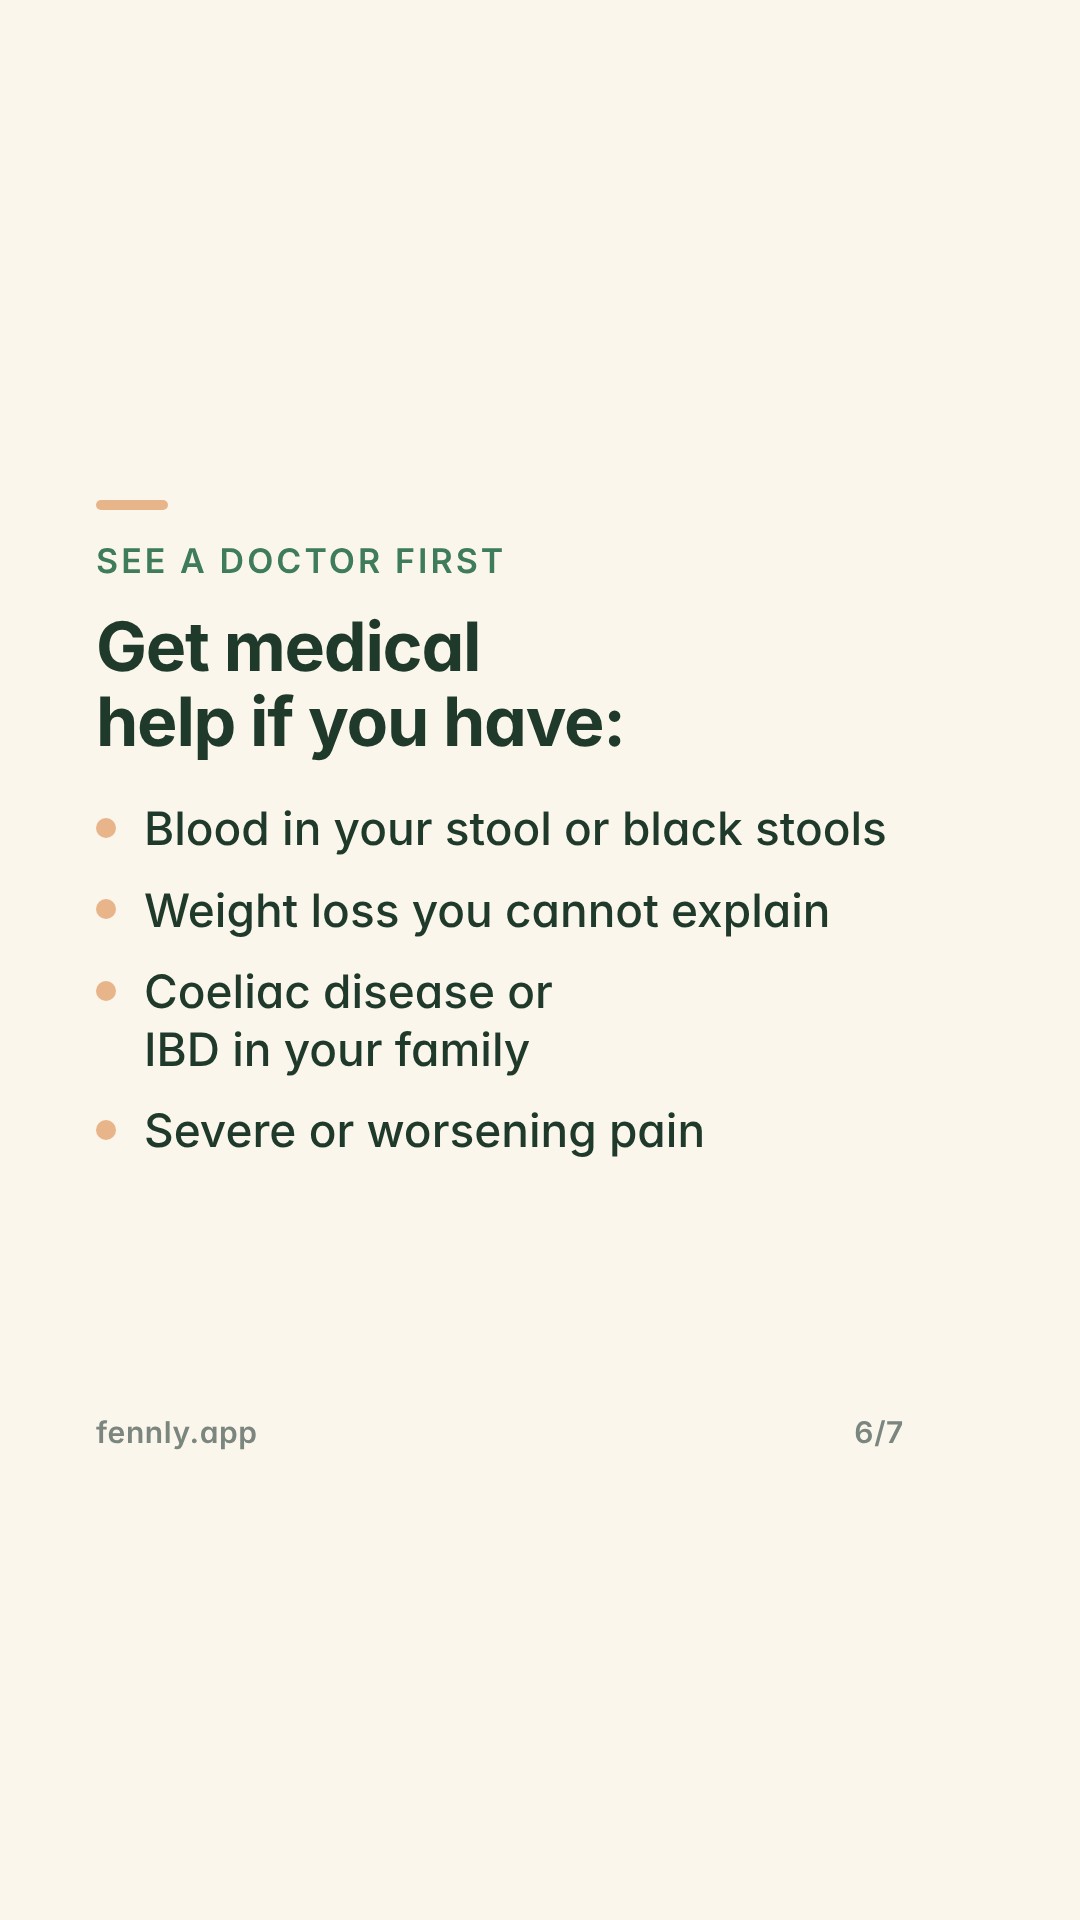 SEE A DOCTOR FIRST
Get medical
help if you have:
Blood in your stool or black stools
Weight loss you cannot explain
Coeliac disease or
IBD in your family
Severe or worsening pain
fennly.app
6/7